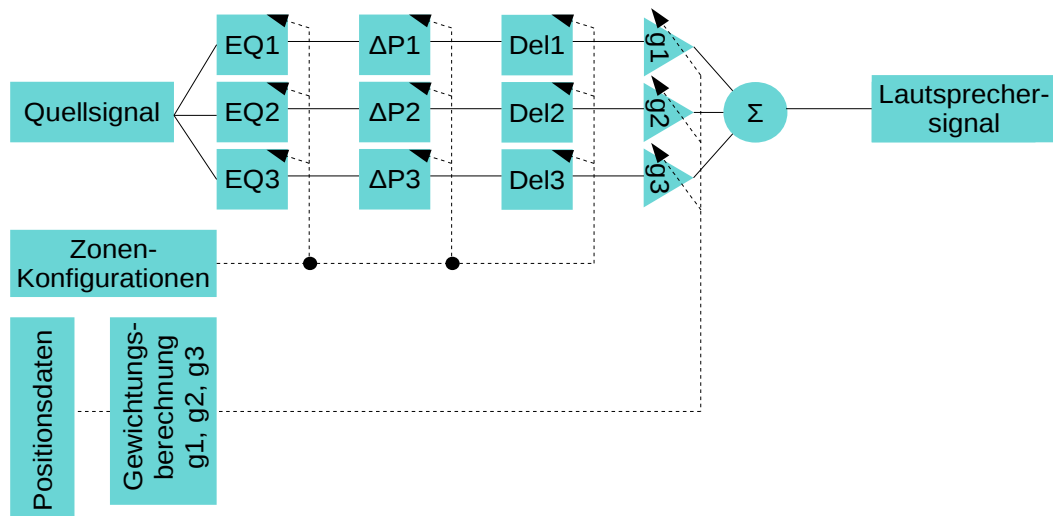 EQ1
ΔP1
Del1
g1
Quellsignal
EQ2
ΔP2
Del2
g2
Σ
Lautsprecher-
signal
EQ3
ΔP3
Del3
g3
Zonen-
Konfigurationen
Positionsdaten
Gewichtungs-
berechnung
g1, g2, g3